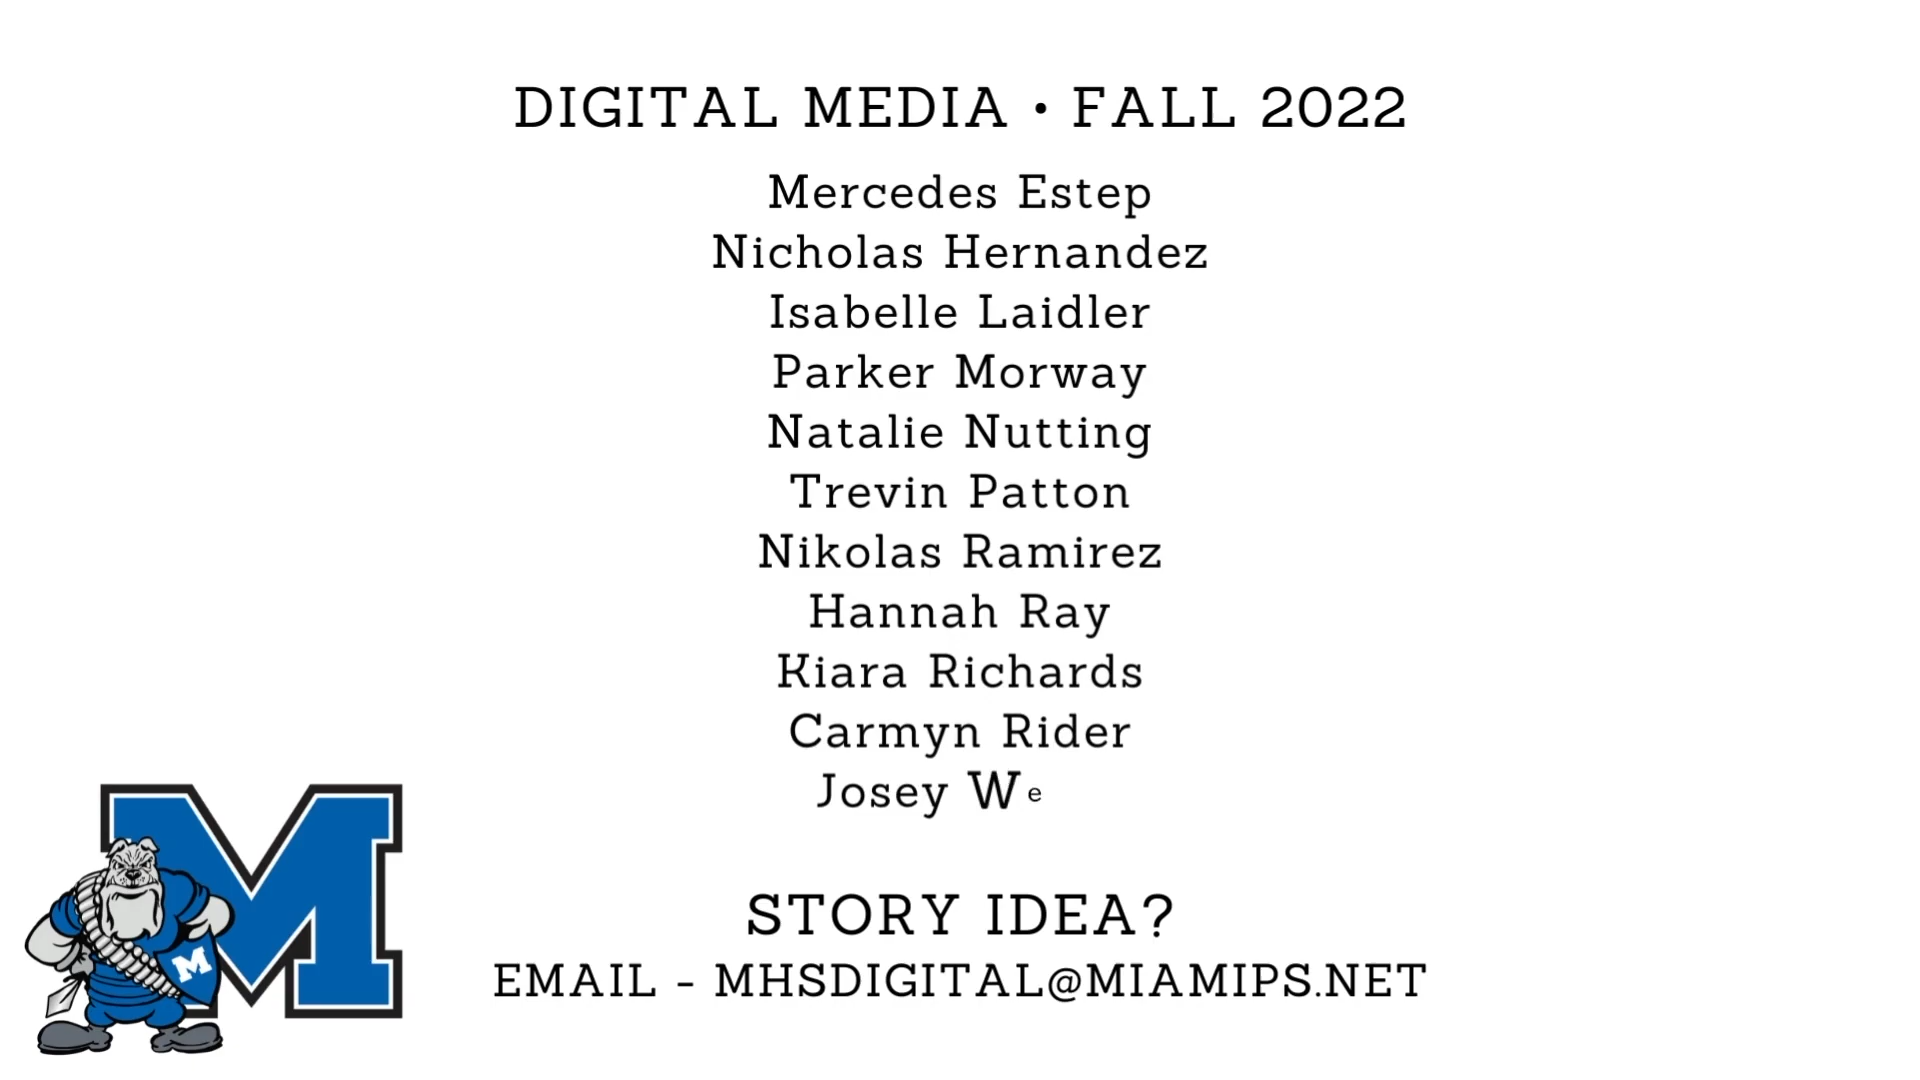 DIGITAL MEDIA • FALL 2022
Mercedes Estep
Nicholas Hernandez
Isabelle Laidler
Parker Morway
Natalie Nutting
Trevin Patton
Nikolas Ramirez
Hannah Ray
Kiara Richards
Carmyn Rider
Josey We
M
M
STORY IDEA?
EMAIL - MHSDIGITAL@MIAMIPS.NET